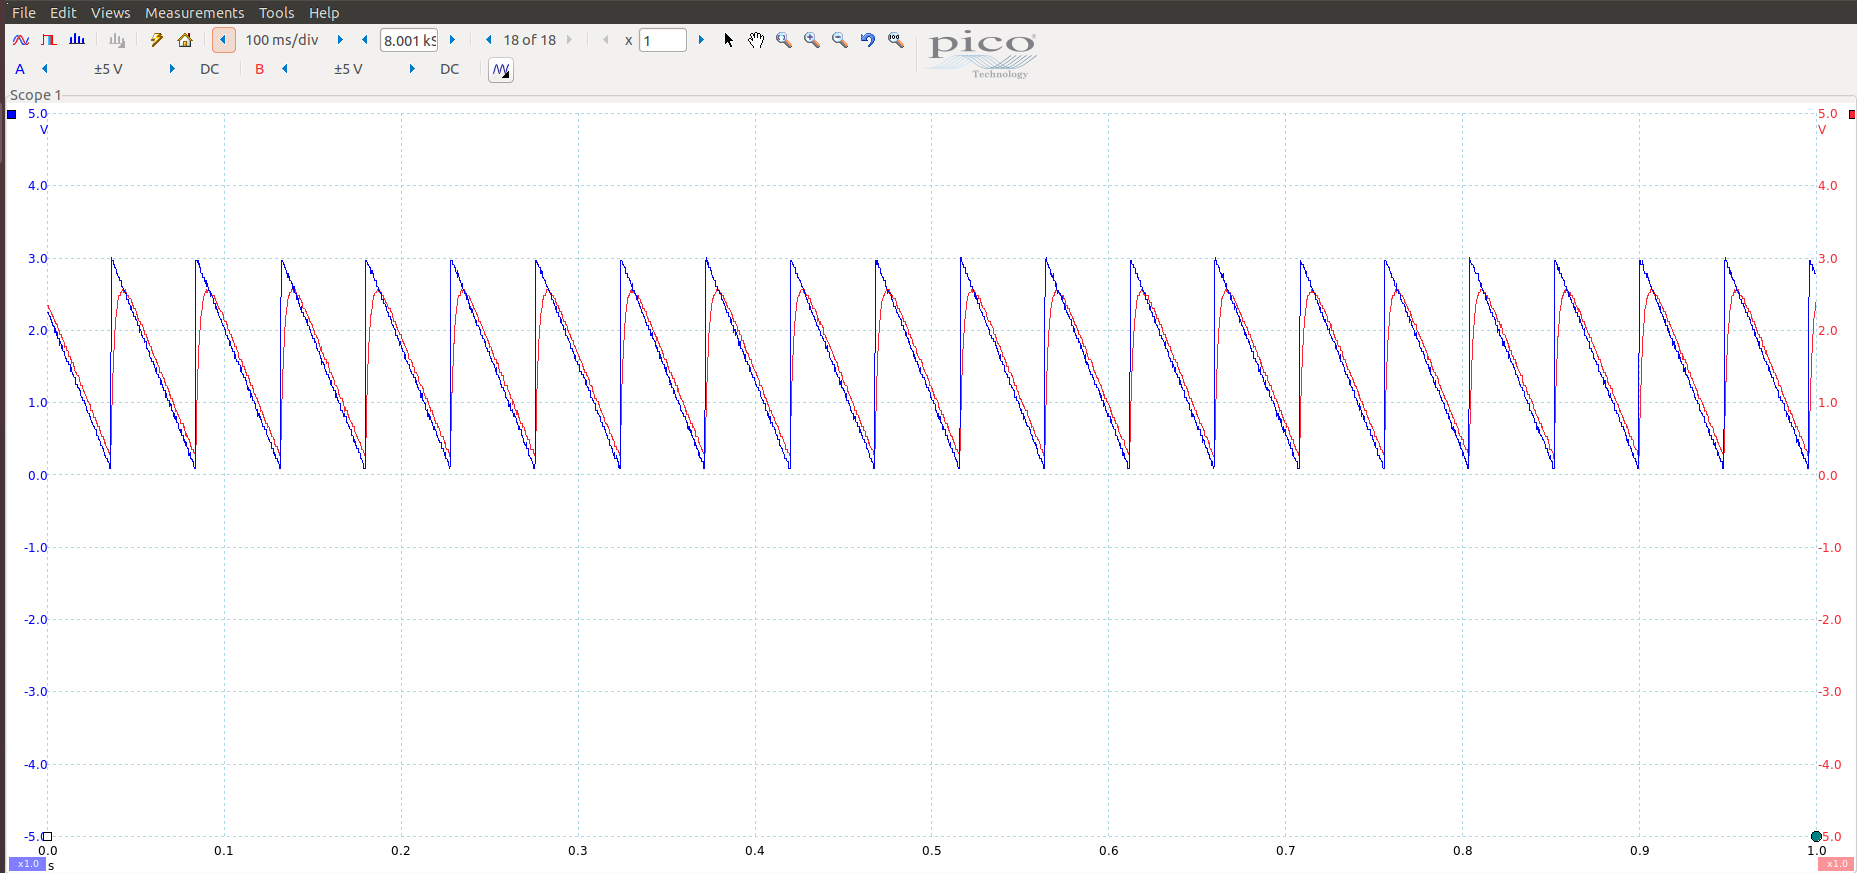 File Edit Views Measurements Tools Help
100 ms/div 8.001 kS 18 of 18 x 1 pico
Technology
A ±5 V DC B ±5 V DC
Scope 1
5.0 5.0
V V
4.0 4.0
3.0 3.0
2.0 2.0
1.0 1.0
0.0 0.0
-1.0 -1.0
-2.0 -2.0
-3.0 -3.0
-4.0 -4.0
-5.0 5.0
0.0 0.1 0.2 0.3 0.4 0.5 0.6 0.7 0.8 0.9 1.0
x1.0 s x1.0